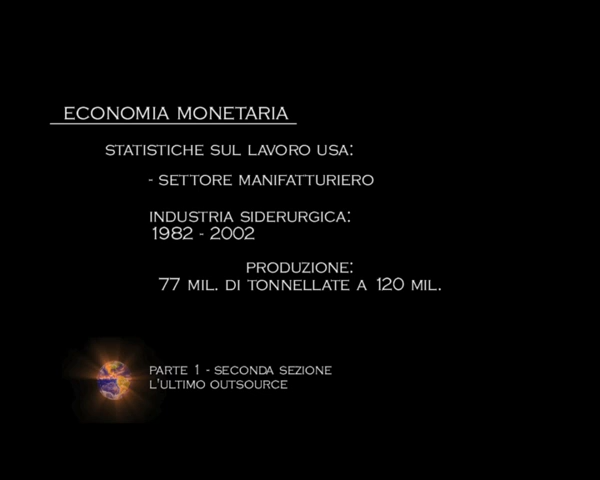 ECONOMIA MONETARIA
STATISTICHE SUL LAVORO USA:
- SETTORE MANIFATTURIERO
INDUSTRIA SIDERURGICA:
1982 - 2002
PRODUZIONE:
77 MIL. DI TONNELLATE A 120 MIL.
PARTE 1 - SECONDA SEZIONE
L'ULTIMO OUTSOURCE